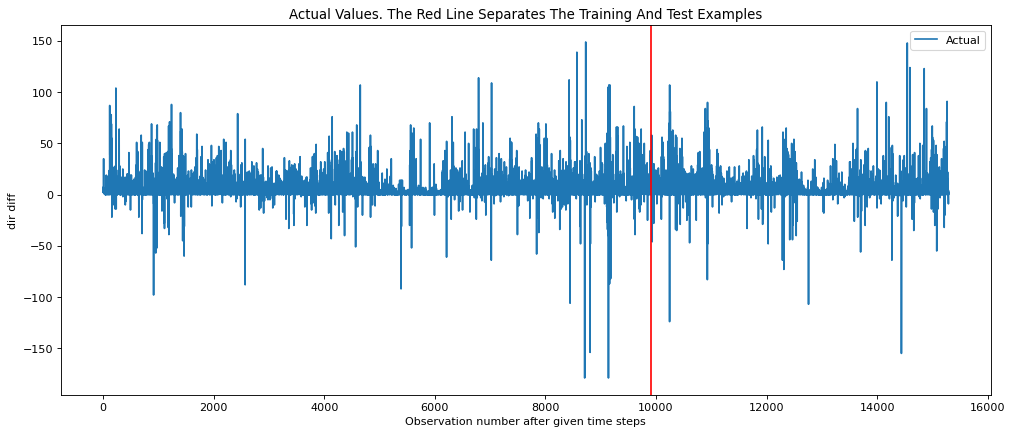 Actual Values. The Red Line Separates The Training And Test Examples
Actual
150
100
50
0
−50
−100
−150
dir diff
0 2000 4000 6000 8000 10000 12000 14000 16000
Observation number after given time steps